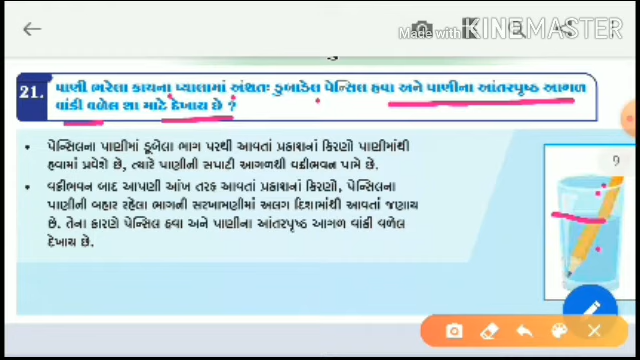 Made with KINEMASTER
21. પાણી ભરેલા કાચના પ્યાલામાં અંશતઃ ડુબાડેલ પેન્સિલ હવા અને પાણીના આંતરપૃષ્ઠ આગળ
વાંકી વળેલ શા માટે દેખાય છે ?
• પેન્સિલના પાણીમાં ડૂબેલા ભાગ પરથી આવતાં પ્રકાશનાં કિરણો પાણીમાંથી
હવામાં પ્રવેશે છે, ત્યારે પાણીની સપાટી આગળથી વક્રીભવન પામે છે.
• વક્રીભવન બાદ આપણી આંખ તરફ આવતાં પ્રકાશનાં કિરણો, પેન્સિલના
પાણીની બહાર રહેલા ભાગની સરખામણીમાં અલગ દિશામાંથી આવતાં જણાય
છે. તેના કારણે પેન્સિલ હવા અને પાણીના આંતરપૃષ્ઠ આગળ વાંકી વળેલ
દેખાય છે.
9